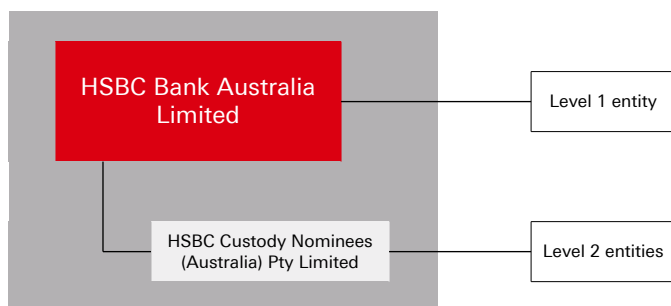 HSBC Bank Australia
Limited
Level 1 entity
HSBC Custody Nominees
(Australia) Pty Limited
Level 2 entities